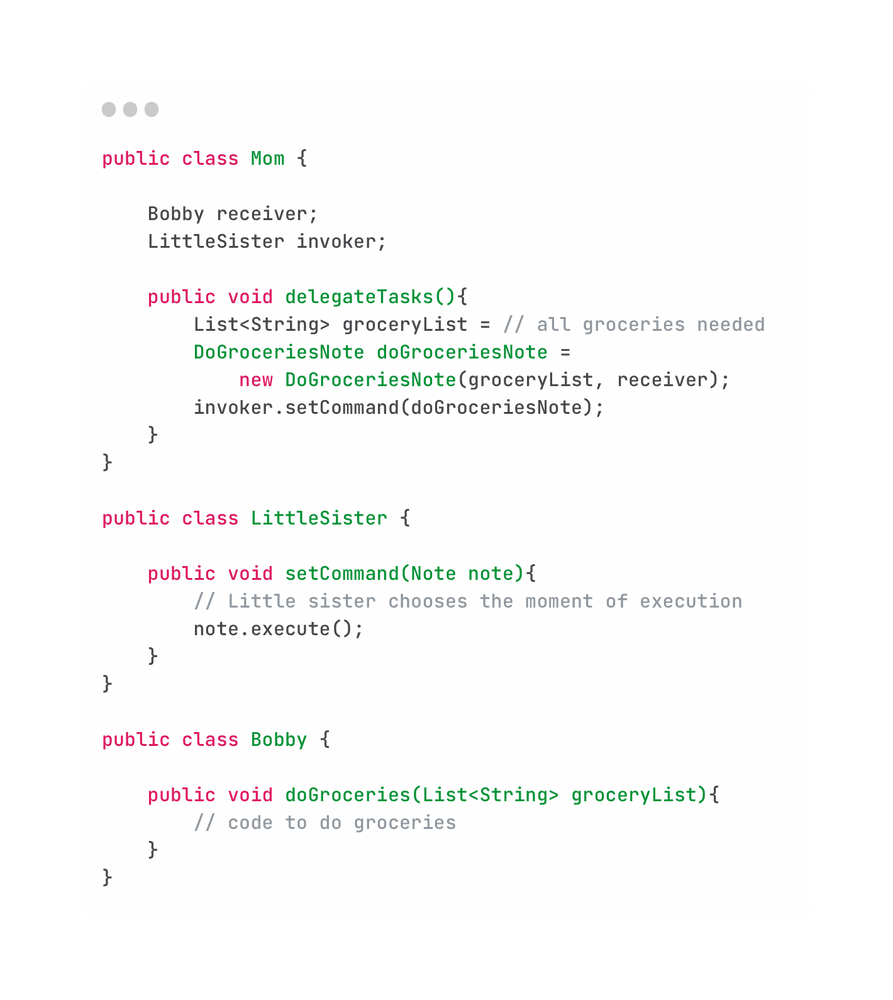 public class Mom {
    Bobby receiver;
    LittleSister invoker;
    public void delegateTasks(){
        List<String> groceryList = // all groceries needed
        DoGroceriesNote doGroceriesNote =
            new DoGroceriesNote(groceryList, receiver);
        invoker.setCommand(doGroceriesNote);
    }
}
public class LittleSister {
    public void setCommand(Note note){
        // Little sister chooses the moment of execution
        note.execute();
    }
}
public class Bobby {
    public void doGroceries(List<String> groceryList){
        // code to do groceries
    }
}